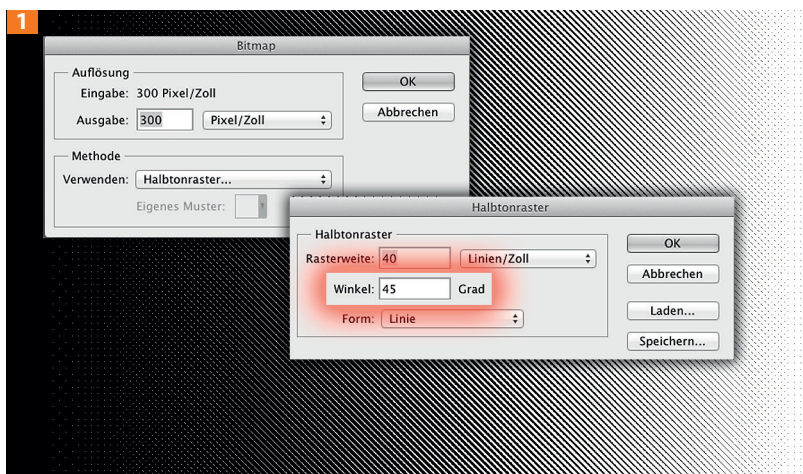 1
Bitmap
Auflösung
Eingabe: 300 Pixel/Zoll
Ausgabe: 300 Pixel/Zoll
OK
Abbrechen
Methode
Verwenden: Halbtonraster...
Eigenes Muster:
Halbtonraster
Halbtonraster
Rasterweite: 40 Linien/Zoll
Winkel: 45 Grad
Form: Linie
OK
Abbrechen
Laden...
Speichern...